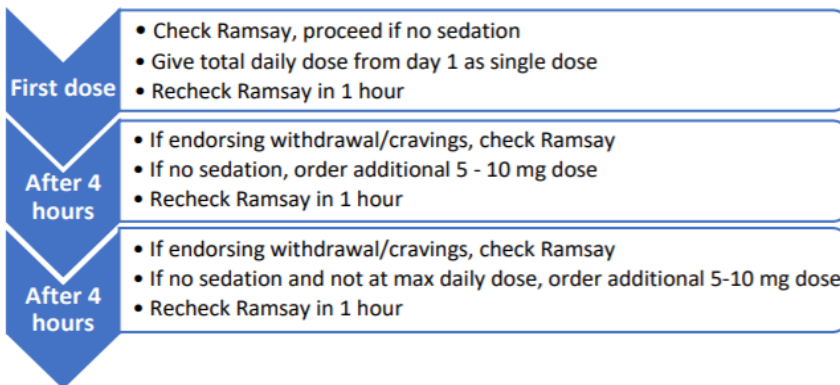 First dose
• Check Ramsay, proceed if no sedation
• Give total daily dose from day 1 as single dose
• Recheck Ramsay in 1 hour
After 4
hours
• If endorsing withdrawal/cravings, check Ramsay
• If no sedation, order additional 5 - 10 mg dose
• Recheck Ramsay in 1 hour
After 4
hours
• If endorsing withdrawal/cravings, check Ramsay
• If no sedation and not at max daily dose, order additional 5-10 mg dose
• Recheck Ramsay in 1 hour